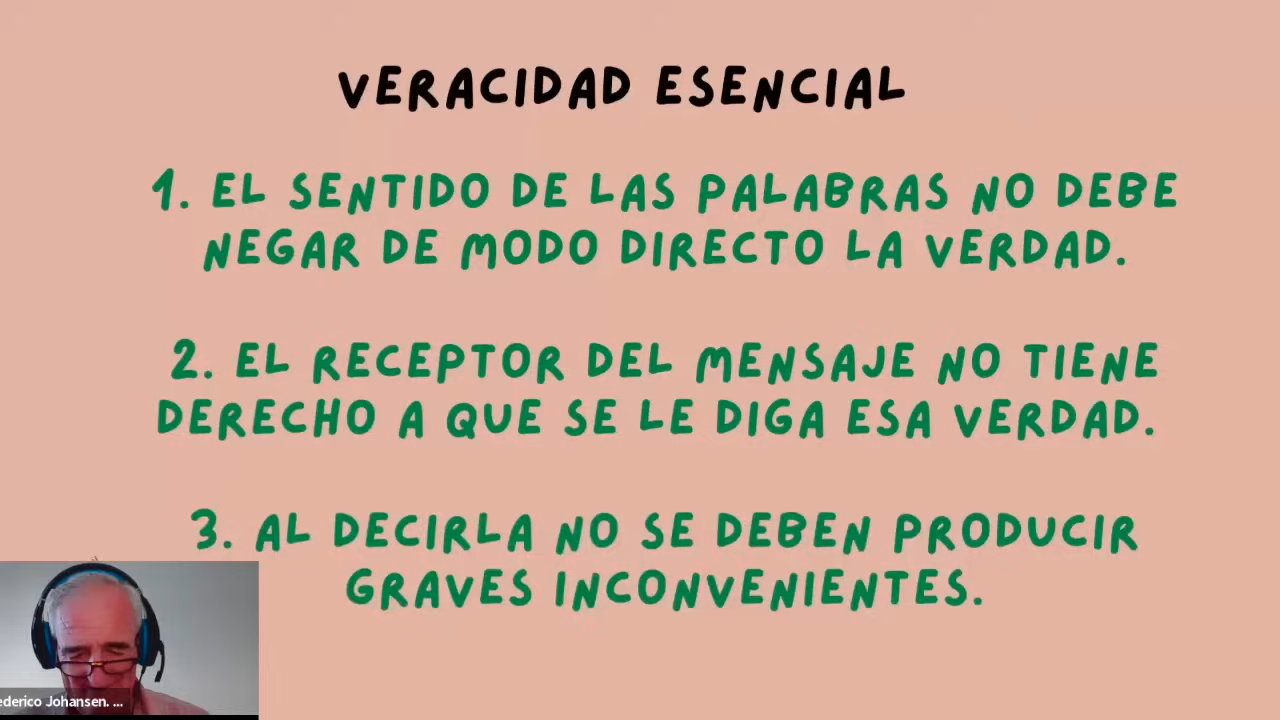 VERACIDAD ESENCIAL
1. EL SENTIDO DE LAS PALABRAS NO DEBE
NEGAR DE MODO DIRECTO LA VERDAD.
2. EL RECEPTOR DEL MENSAJE NO TIENE
DERECHO A QUE SE LE DIGA ESA VERDAD.
3. AL DECIRLA NO SE DEBEN PRODUCIR
GRAVES INCONVENIENTES.
ederico Johansen. ...